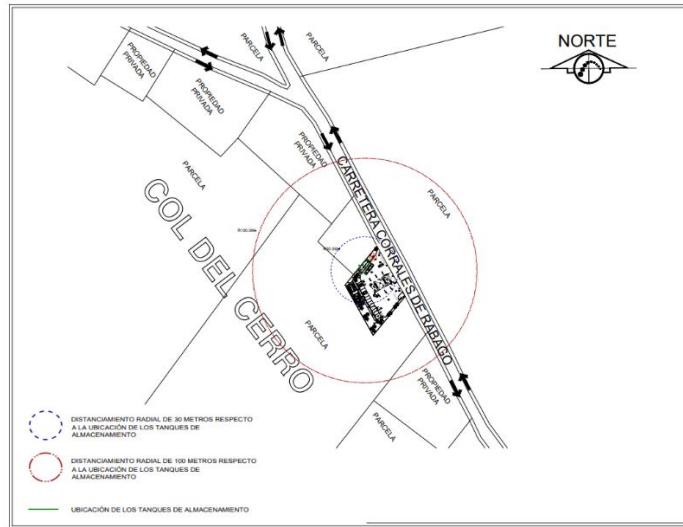 NORTE
PARCELA
PARCELA
PROPIEDAD
PRIVADA
PROPIEDAD
PRIVADA
PROPIEDAD
PRIVADA
PARCELA
PARCELA
CARRETERA CORRALES DE RABAGO
COL DEL CERRO
PARCELA
PROPIEDAD
PRIVADA
PARCELA
DISTANCIAMIENTO RADIAL DE 30 METROS RESPECTO
A LA UBICACIÓN DE LOS TANQUES DE
ALMACENAMIENTO
DISTANCIAMIENTO RADIAL DE 100 METROS RESPECTO
A LA UBICACIÓN DE LOS TANQUES DE
ALMACENAMIENTO
UBICACIÓN DE LOS TANQUES DE ALMACENAMIENTO